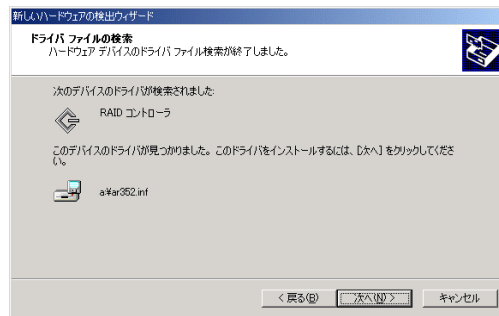 新しいハードウェアの検出ウィザード
ドライバ ファイルの検索
ハードウェア デバイスのドライバ ファイル検索が終了しました。
次のデバイスのドライバが検索されました:
RAID コントローラ
このデバイスのドライバが見つかりました。このドライバをインストールするには、[次へ] をクリックしてくださ
い。
a:¥ar352.inf
< 戻る(B)
次へ(N) >
キャンセル